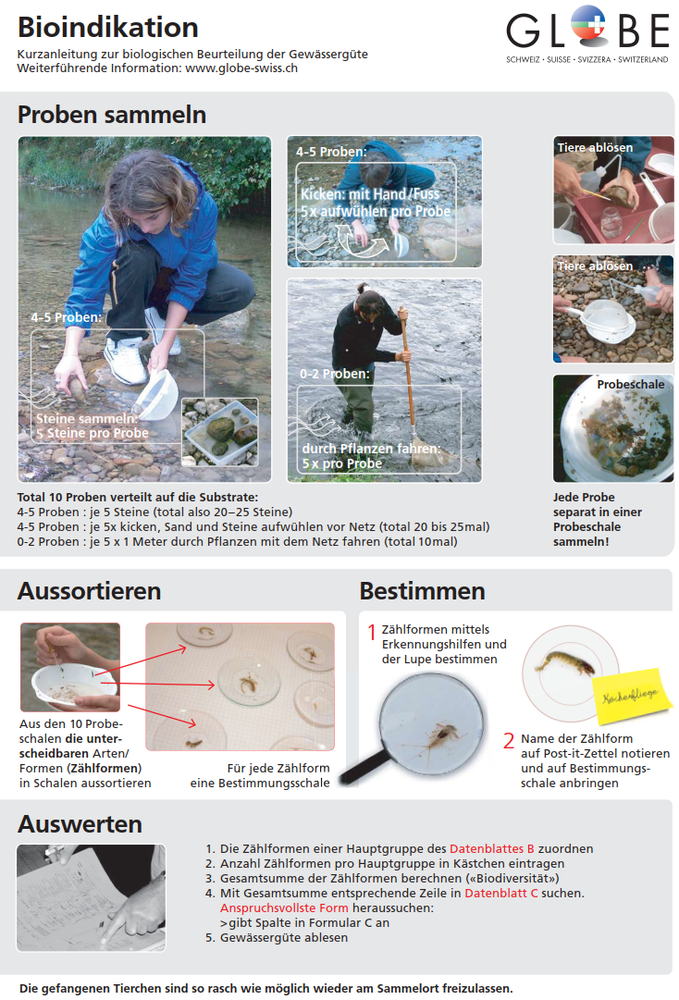 Bioindikation
Kurzanleitung zur biologischen Beurteilung der Gewässergüte
Weiterführende Information: www.globe-swiss.ch
GLOBE
SCHWEIZ · SUISSE · SVIZZERA · SWITZERLAND
Proben sammeln
4–5 Proben:
Steine sammeln:
5 Steine pro Probe
4–5 Proben:
Kicken: mit Hand/Fuss
5x aufwühlen pro Probe
0–2 Proben:
durch Pflanzen fahren:
5x pro Probe
Tiere ablösen
Tiere ablösen
Probeschale
Total 10 Proben verteilt auf die Substrate:
4-5 Proben : je 5 Steine (total also 20–25 Steine)
4-5 Proben : je 5x kicken, Sand und Steine aufwühlen vor Netz (total 20 bis 25mal)
0-2 Proben : je 5 x 1 Meter durch Pflanzen mit dem Netz fahren (total 10mal)
Jede Probe
separat in einer
Probeschale
sammeln!
Aussortieren
Aus den 10 Probe-
schalen die unter-
scheidbaren Arten/
Formen (Zählformen)
in Schalen aussortieren
Für jede Zählform
eine Bestimmungsschale
Bestimmen
1 Zählformen mittels
Erkennungshilfen und
der Lupe bestimmen
Köcherfliege
2 Name der Zählform
auf Post-it-Zettel notieren
und auf Bestimmungs-
schale anbringen
Auswerten
1. Die Zählformen einer Hauptgruppe des Datenblattes B zuordnen
2. Anzahl Zählformen pro Hauptgruppe in Kästchen eintragen
3. Gesamtsumme der Zählformen berechnen («Biodiversität»)
4. Mit Gesamtsumme entsprechende Zeile in Datenblatt C suchen.
Anspruchsvollste Form heraussuchen:
>gibt Spalte in Formular C an
5. Gewässergüte ablesen
Die gefangenen Tierchen sind so rasch wie möglich wieder am Sammelort freizulassen.